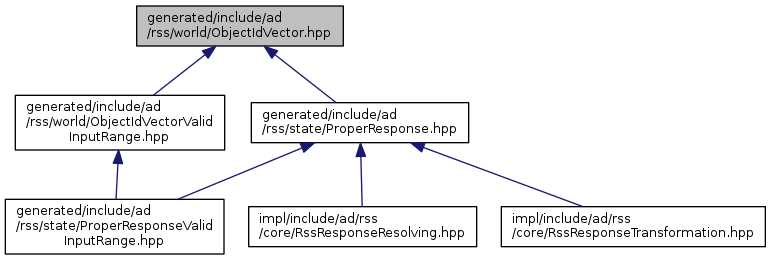 generated/include/ad
/rss/world/ObjectIdVector.hpp
generated/include/ad
/rss/world/ObjectIdVectorValid
InputRange.hpp
generated/include/ad
/rss/state/ProperResponse.hpp
generated/include/ad
/rss/state/ProperResponseValid
InputRange.hpp
impl/include/ad/rss
/core/RssResponseResolving.hpp
impl/include/ad/rss
/core/RssResponseTransformation.hpp